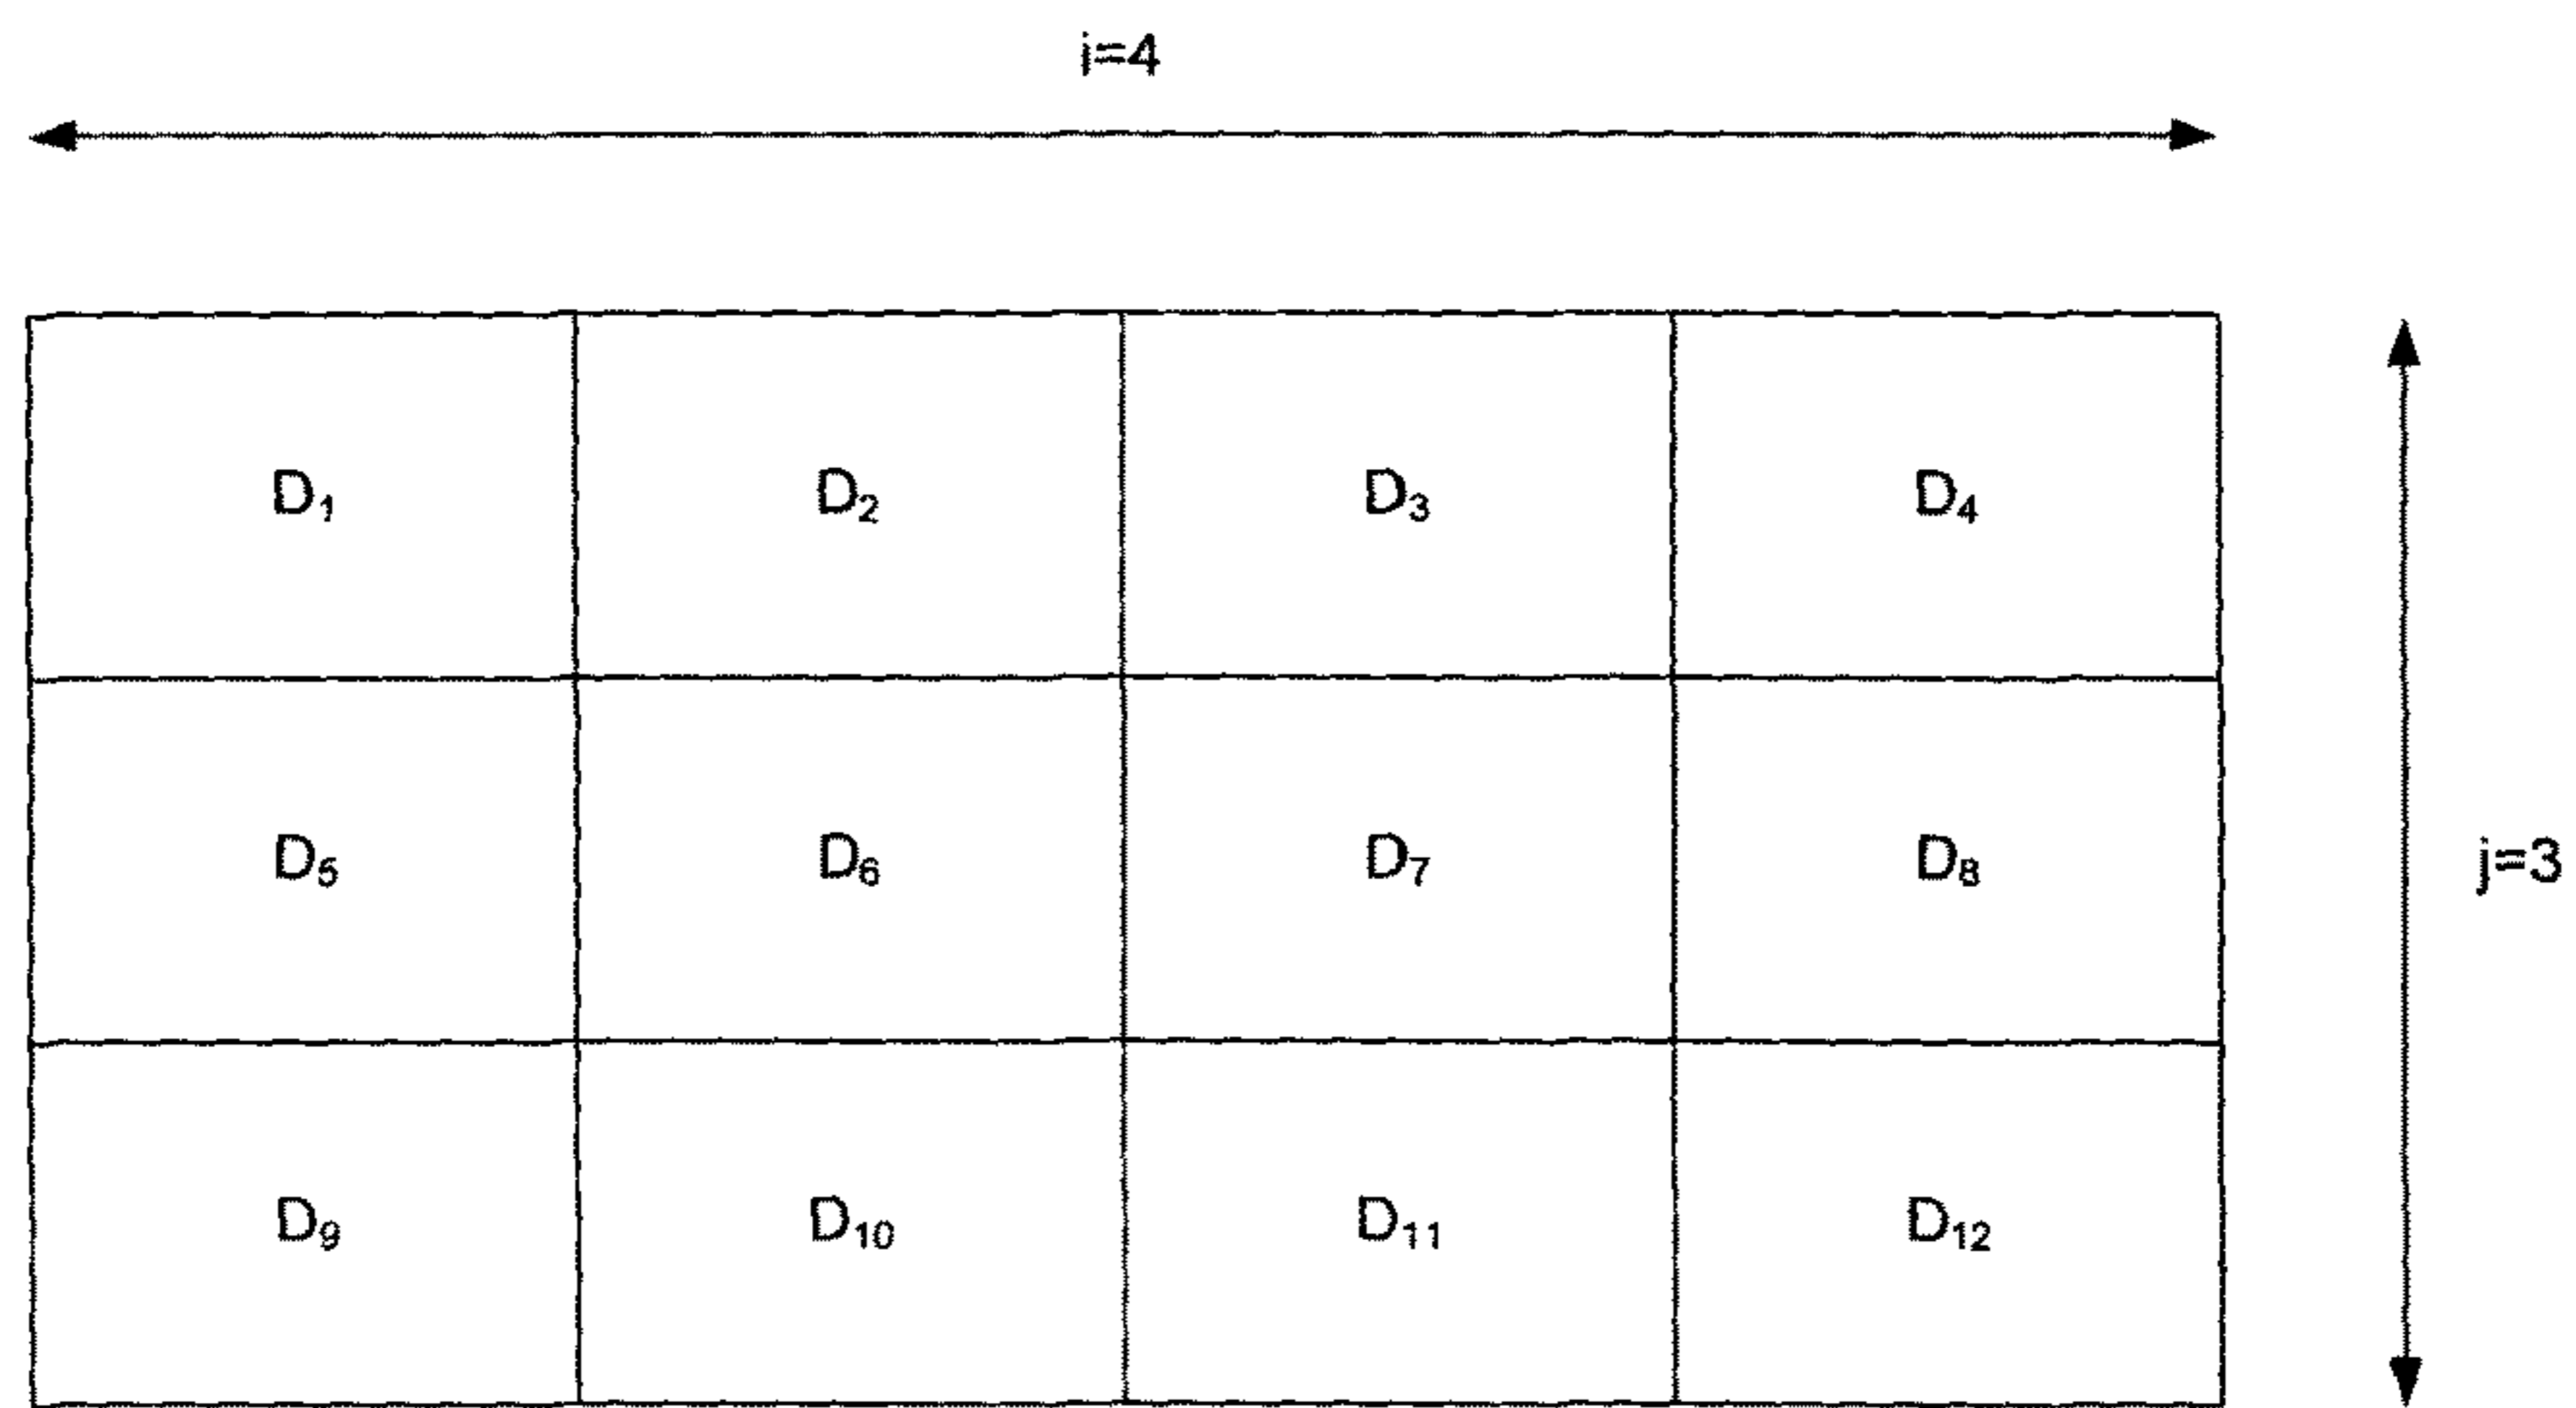 i=4
D₁ D₂ D₃ D₄
D₅ D₆ D₇ D₈
j=3
D₉ D₁₀ D₁₁ D₁₂